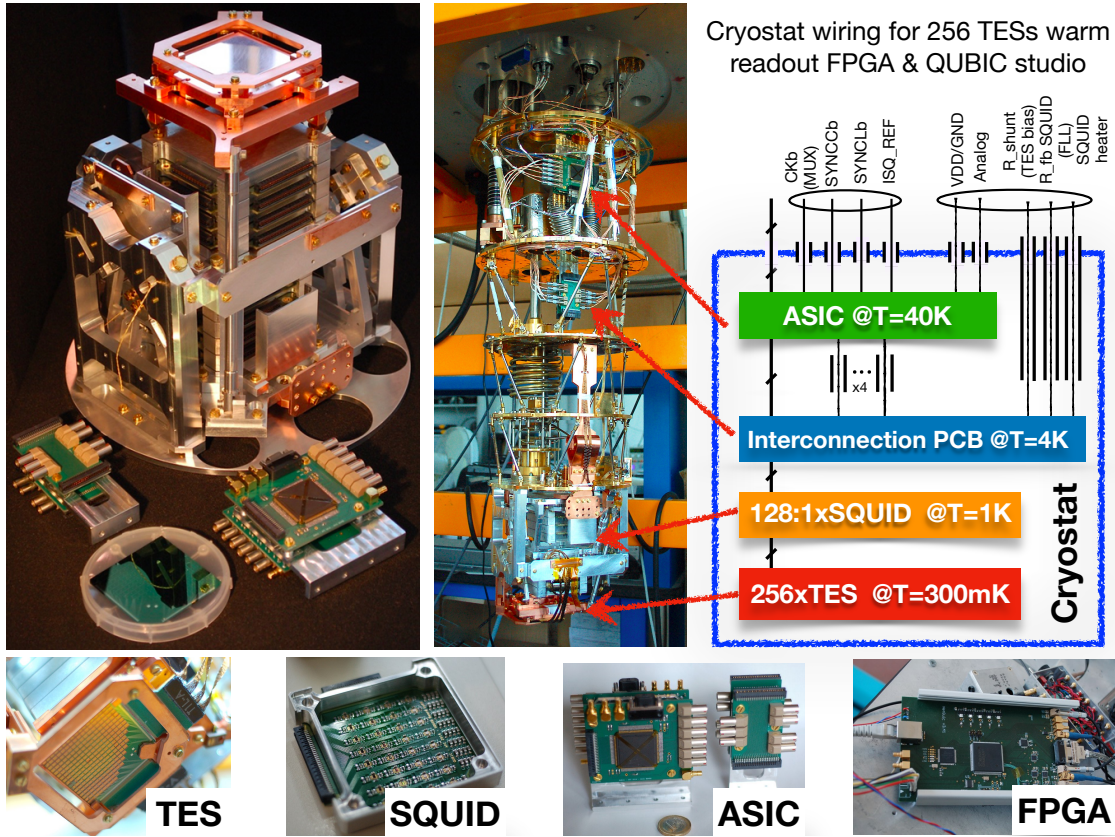 Cryostat wiring for 256 TESs warm
readout FPGA & QUBIC studio
CKb
(MUX)
SYNCCb
SYNCLb
ISQ_REF
VDD/GND
Analog
R_shunt
(TES bias)
R_fb SQUID
(FLL)
SQUID
heater
ASIC @T=40K
x4
Interconnection PCB @T=4K
128:1xSQUID @T=1K
256xTES @T=300mK
Cryostat
TES
SQUID
ASIC
FPGA